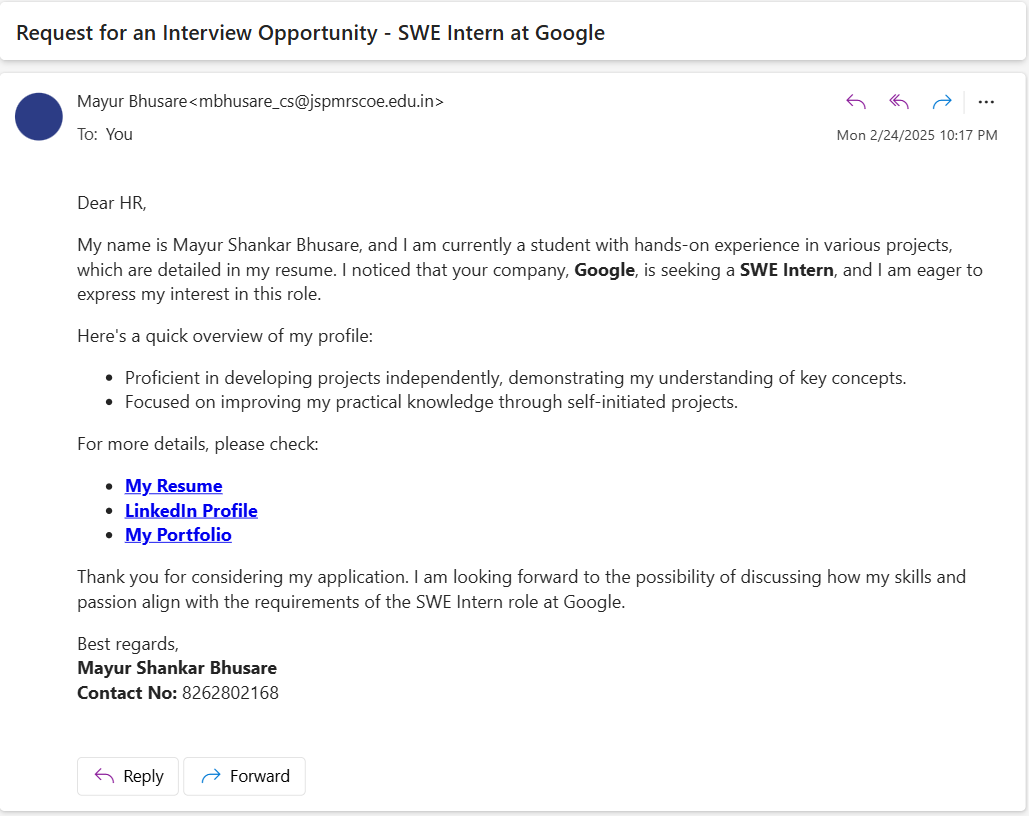 Request for an Interview Opportunity - SWE Intern at Google
Mayur Bhusare<mbhusare_cs@jspmrscoe.edu.in>
To: You
Mon 2/24/2025 10:17 PM
Dear HR,
My name is Mayur Shankar Bhusare, and I am currently a student with hands-on experience in various projects,
which are detailed in my resume. I noticed that your company, Google, is seeking a SWE Intern, and I am eager to
express my interest in this role.
Here's a quick overview of my profile:
• Proficient in developing projects independently, demonstrating my understanding of key concepts.
• Focused on improving my practical knowledge through self-initiated projects.
For more details, please check:
• My Resume
• LinkedIn Profile
• My Portfolio
Thank you for considering my application. I am looking forward to the possibility of discussing how my skills and
passion align with the requirements of the SWE Intern role at Google.
Best regards,
Mayur Shankar Bhusare
Contact No: 8262802168
Reply
Forward